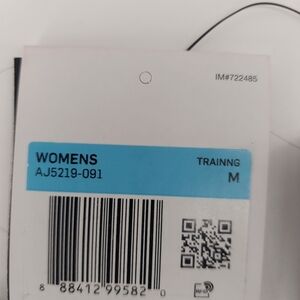 IM#722485
WOMENS
AJ5219-091
TRAINNG
M
8 88412 99582 0